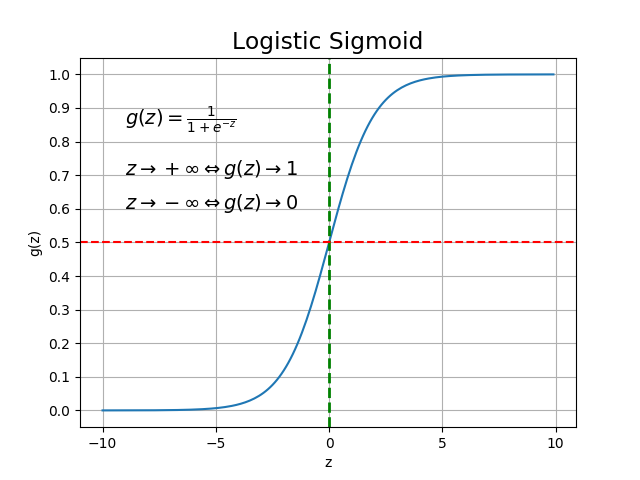 Logistic Sigmoid
1.0
0.9
g(z) = 1/(1 + e^{-z})
0.8
z → + ∞ ⇔ g(z) → 1
0.7
z → − ∞ ⇔ g(z) → 0
0.6
0.5
g(z)
0.4
0.3
0.2
0.1
0.0
−10 −5 0 5 10
z